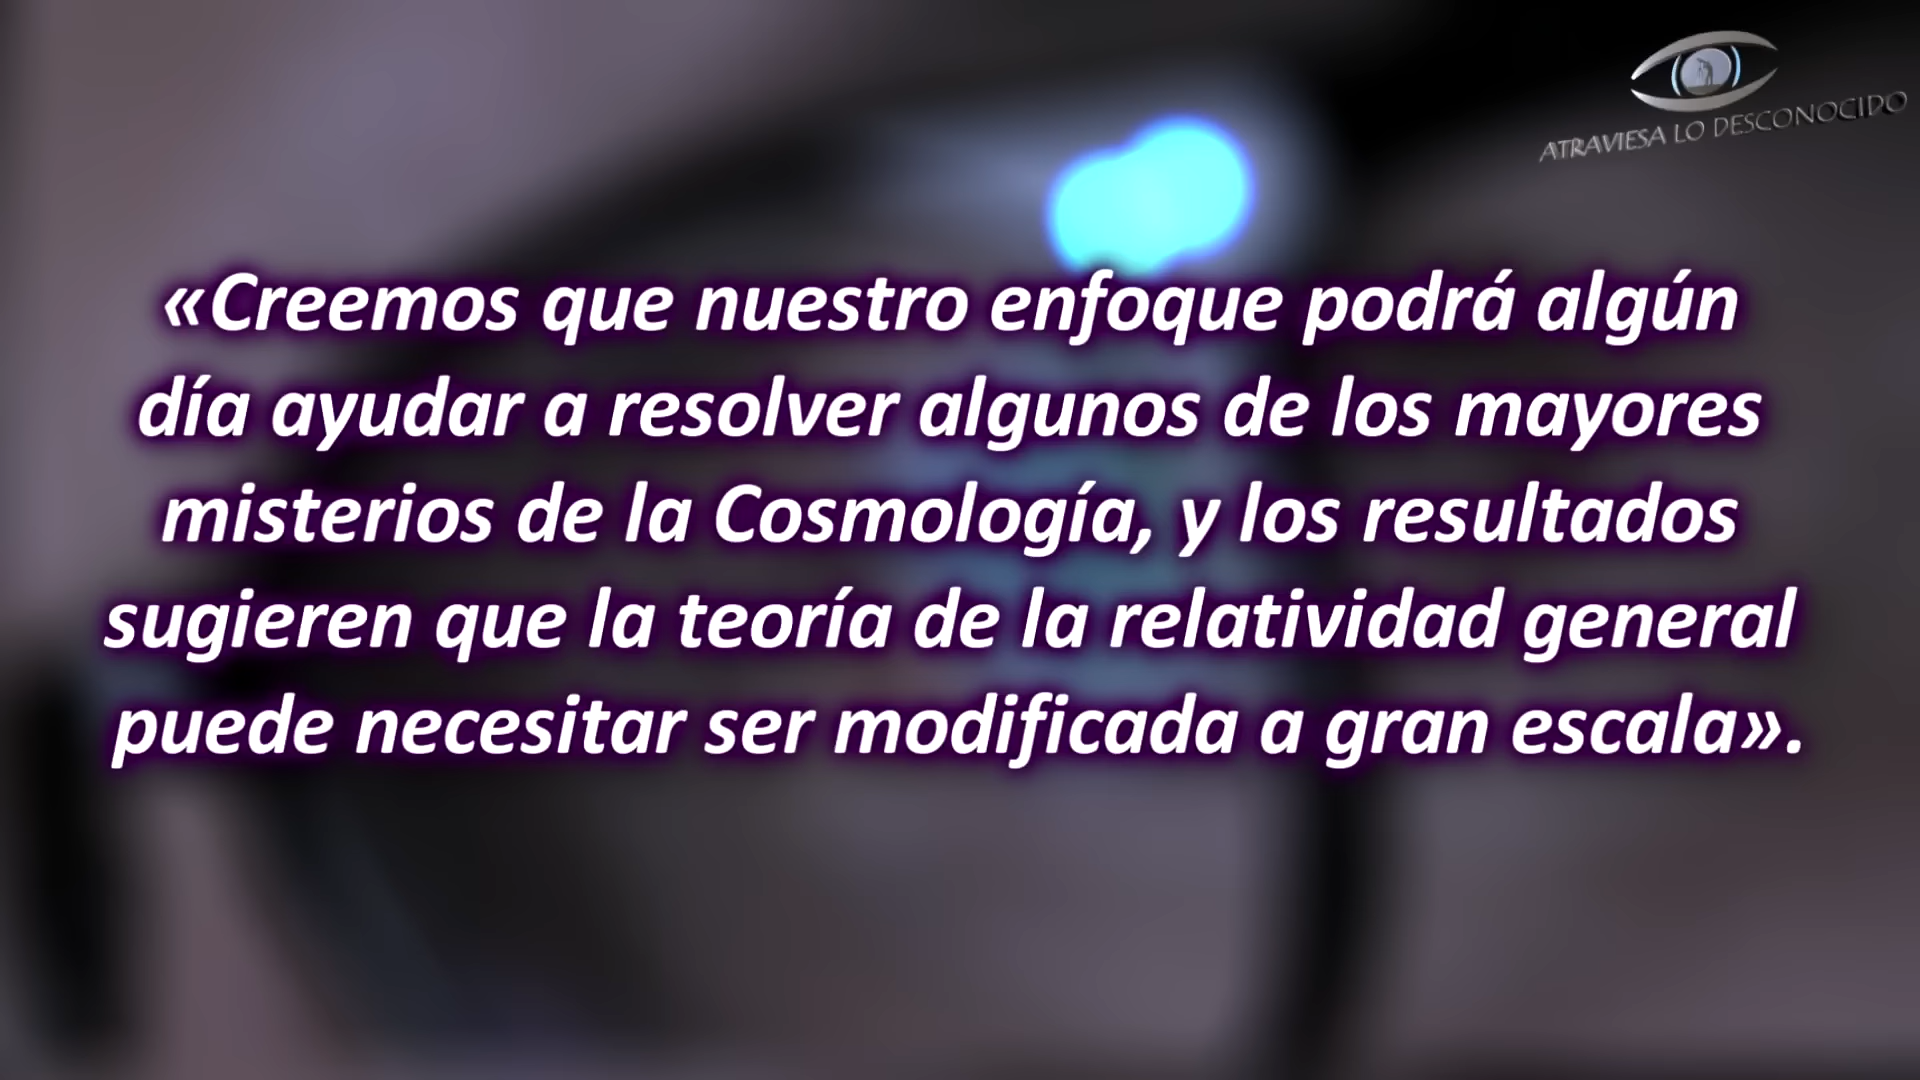 ATRAVIESA LO DESCONOCIDO
«Creemos que nuestro enfoque podrá algún
día ayudar a resolver algunos de los mayores
misterios de la Cosmología, y los resultados
sugieren que la teoría de la relatividad general
puede necesitar ser modificada a gran escala».